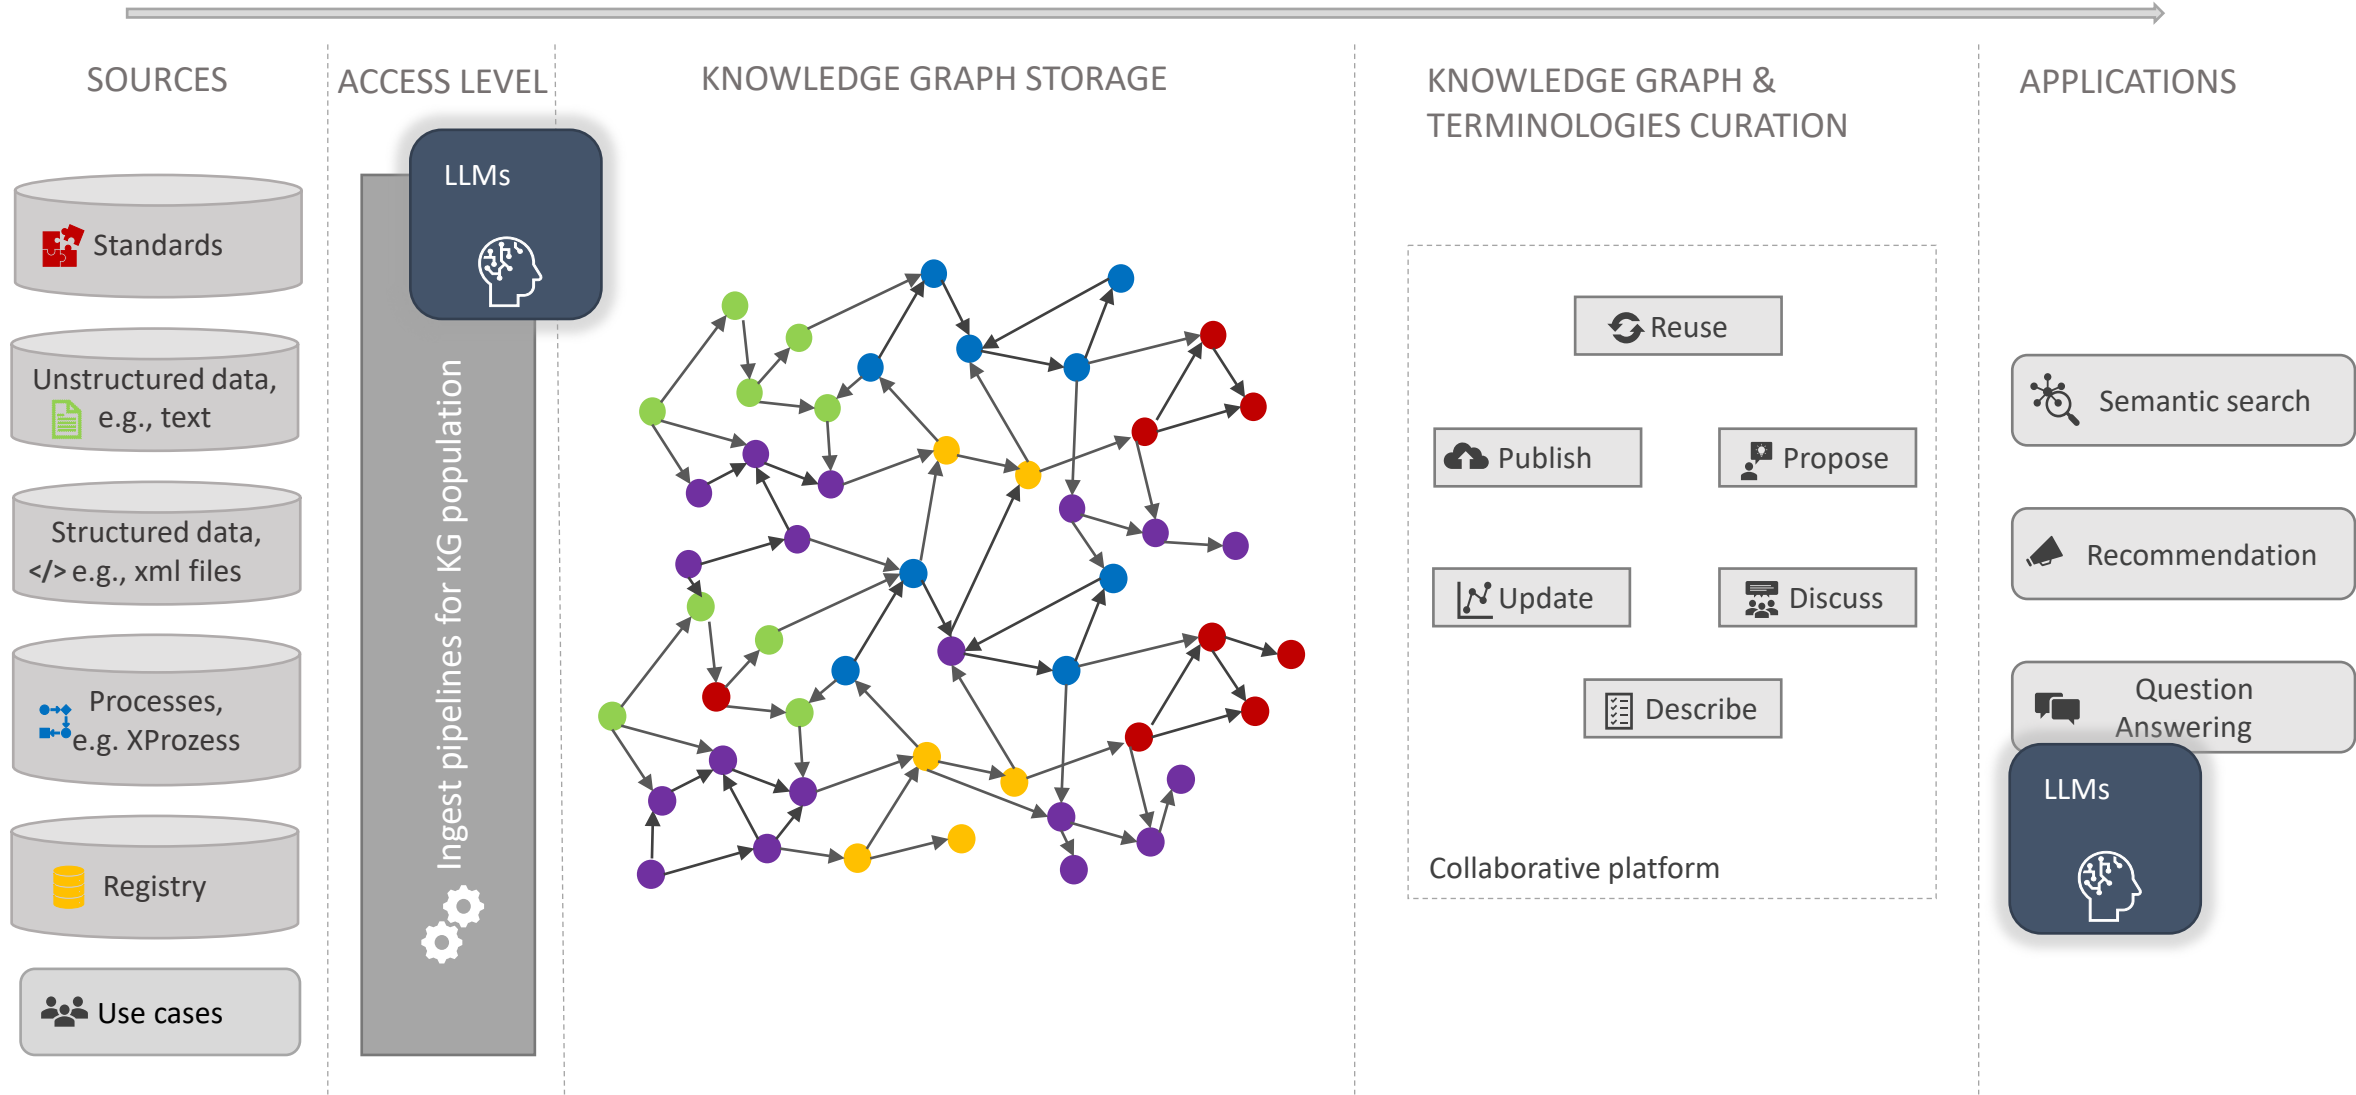 SOURCES
ACCESS LEVEL
KNOWLEDGE GRAPH STORAGE
KNOWLEDGE GRAPH &
TERMINOLOGIES CURATION
APPLICATIONS
Standards
Unstructured data,
e.g., text
Structured data,
</> e.g., xml files
Processes,
e.g. XProzess
Registry
Use cases
LLMs
Ingest pipelines for KG population
Reuse
Publish
Propose
Update
Discuss
Describe
Collaborative platform
Semantic search
Recommendation
Question
Answering
LLMs